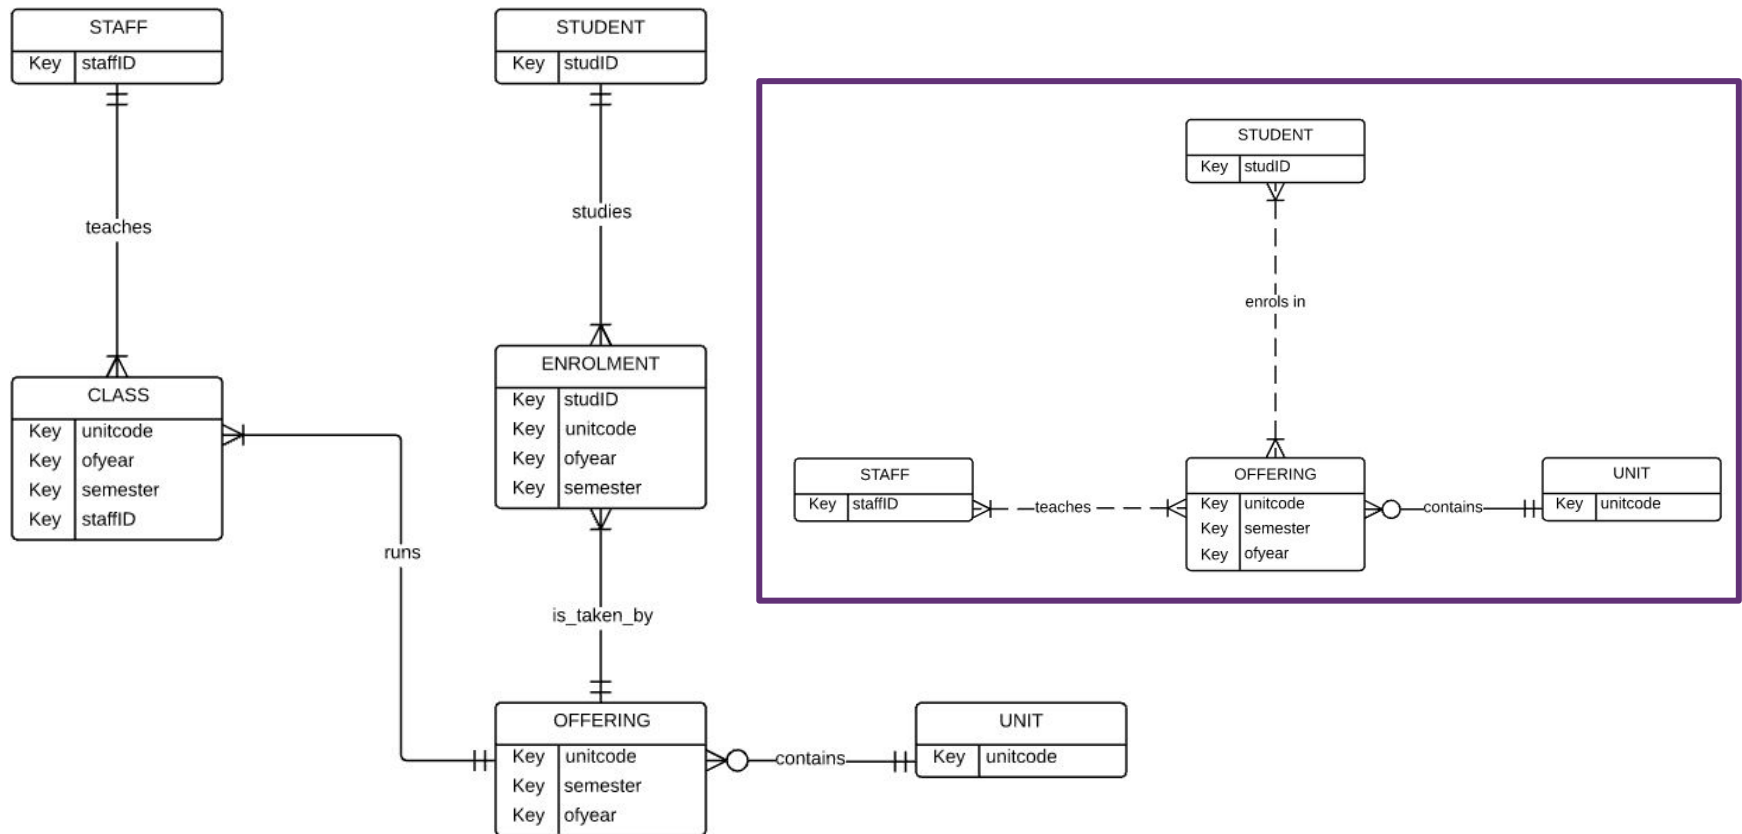 STAFF
Key staffID
teaches
CLASS
Key unitcode
Key ofyear
Key semester
Key staffID
runs
STUDENT
Key studID
studies
ENROLMENT
Key studID
Key unitcode
Key ofyear
Key semester
is_taken_by
OFFERING
Key unitcode
Key semester
Key ofyear
contains
UNIT
Key unitcode
STUDENT
Key studID
enrols in
STAFF
Key staffID
teaches
OFFERING
Key unitcode
Key semester
Key ofyear
contains
UNIT
Key unitcode